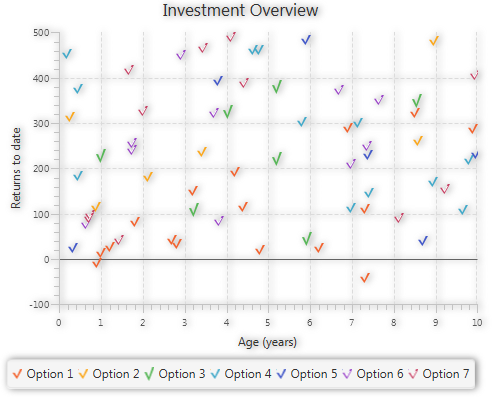 Investment Overview
500
400
300
200
100
0
-100
Returns to date
0 1 2 3 4 5 6 7 8 9 10
Age (years)
Option 1 Option 2 Option 3 Option 4 Option 5 Option 6 Option 7